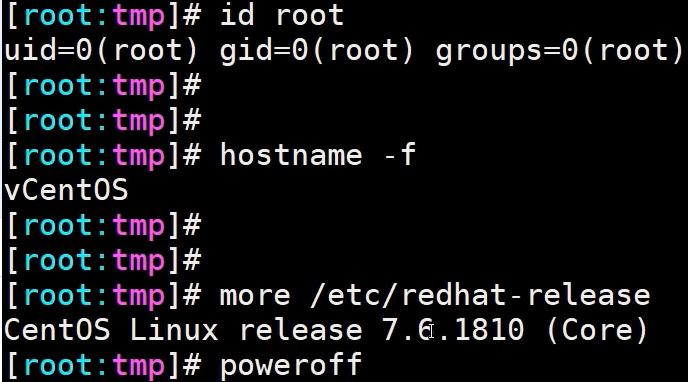 [root:tmp]# id root
uid=0(root) gid=0(root) groups=0(root)
[root:tmp]#
[root:tmp]#
[root:tmp]# hostname -f
vCentOS
[root:tmp]#
[root:tmp]#
[root:tmp]# more /etc/redhat-release
CentOS Linux release 7.6.1810 (Core)
[root:tmp]# poweroff